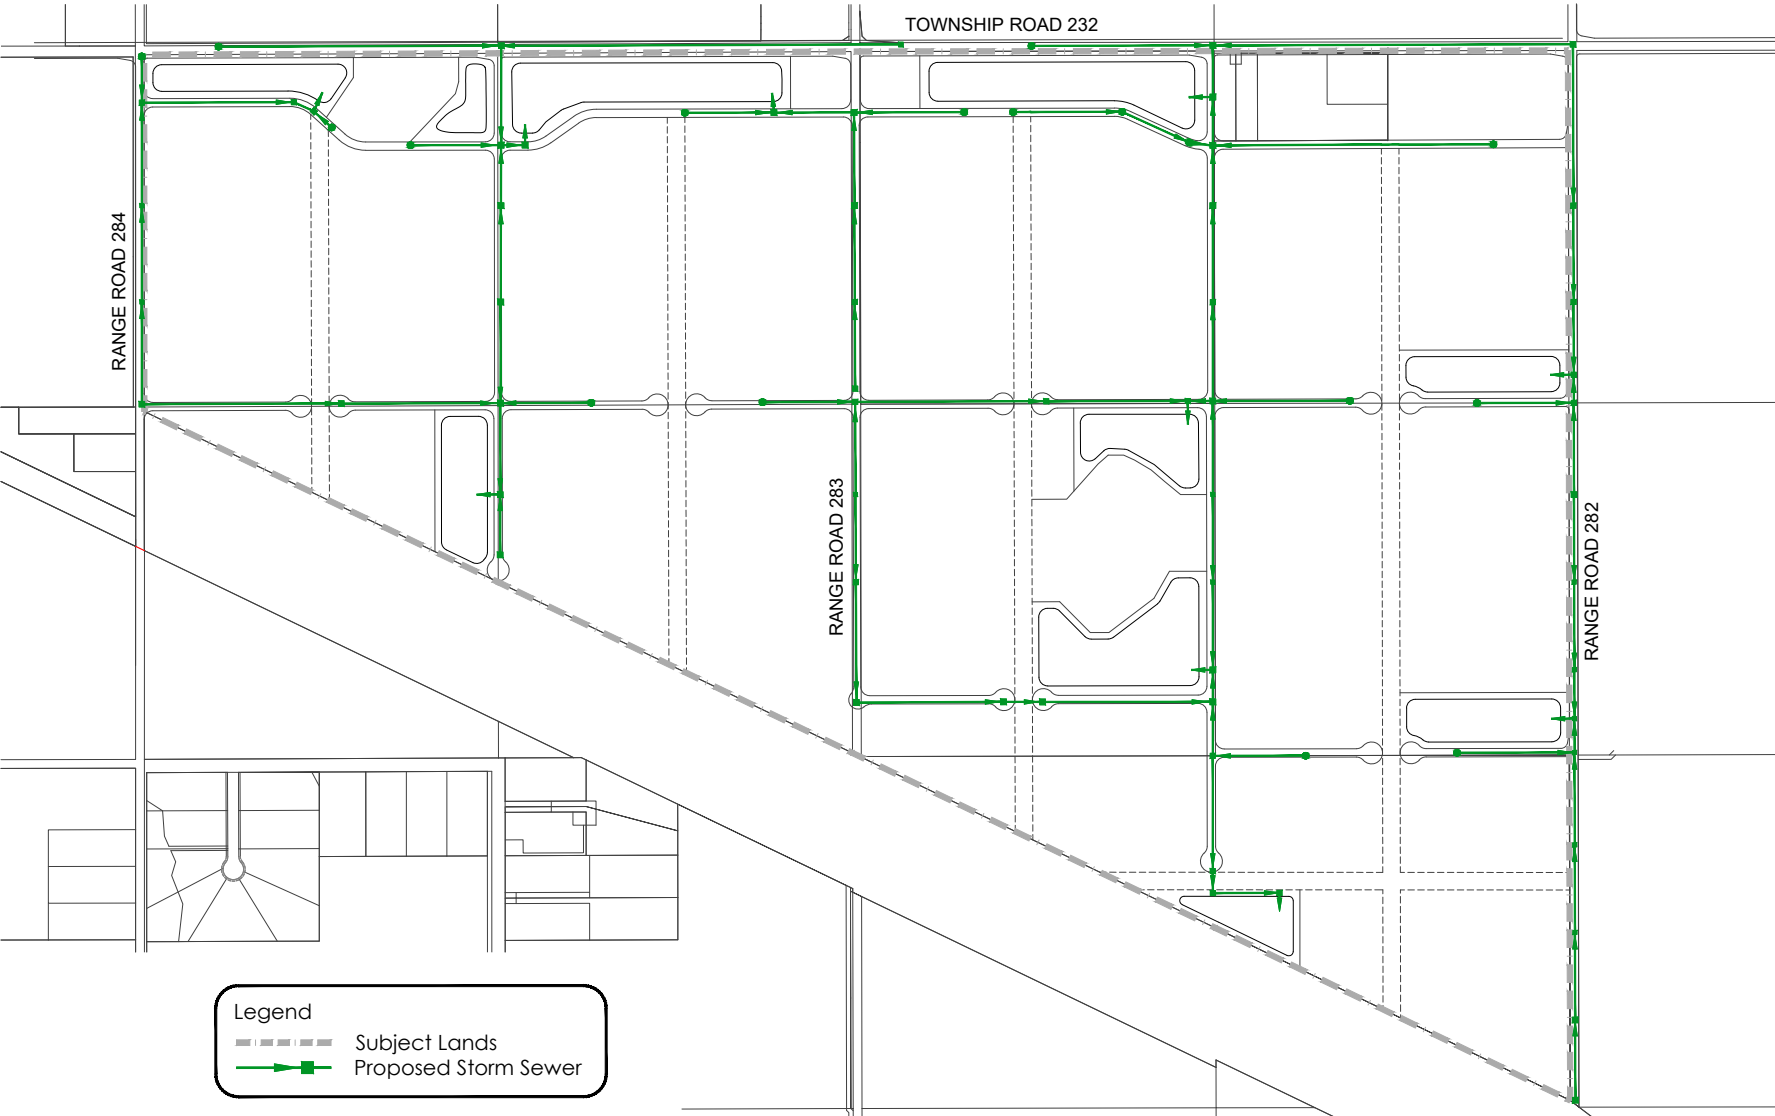 TOWNSHIP ROAD 232
RANGE ROAD 284
RANGE ROAD 283
RANGE ROAD 282
Legend
Subject Lands
Proposed Storm Sewer